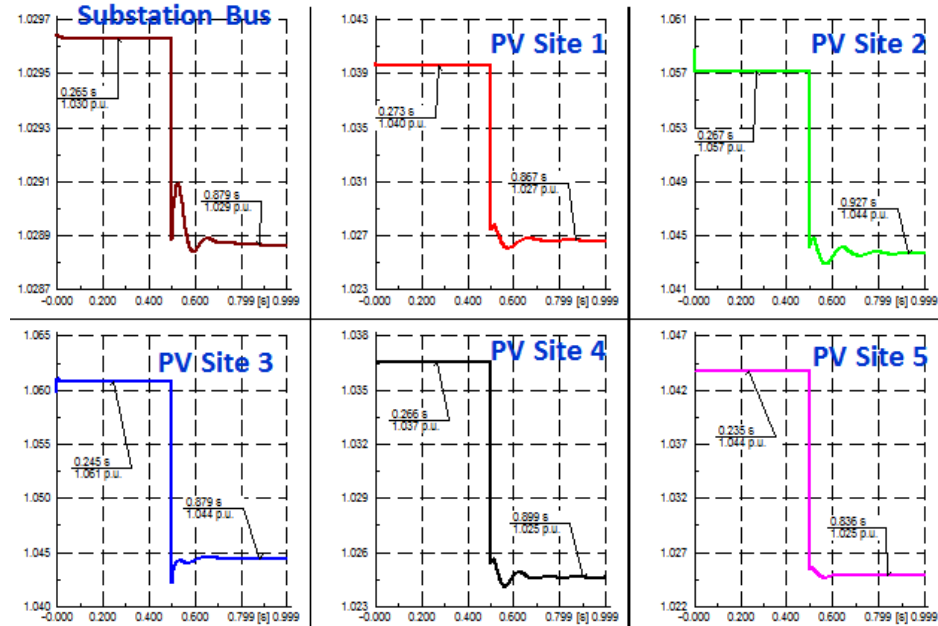 Substation Bus
1.0297
1.0295
1.0293
1.0291
1.0289
1.0287
0.265 s
1.030 p.u.
0.879 s
1.029 p.u.
-0.000 0.200 0.400 0.600 0.799 [s] 0.999
PV Site 1
1.043
1.039
1.035
1.031
1.027
1.023
0.273 s
1.040 p.u.
0.867 s
1.027 p.u.
-0.000 0.200 0.400 0.600 0.799 [s] 0.999
PV Site 2
1.061
1.057
1.053
1.049
1.045
1.041
0.267 s
1.057 p.u.
0.927 s
1.044 p.u.
-0.000 0.200 0.400 0.600 0.799 [s] 0.999
PV Site 3
1.065
1.060
1.055
1.050
1.045
1.040
0.245 s
1.061 p.u.
0.879 s
1.044 p.u.
-0.000 0.200 0.400 0.600 0.799 [s] 0.999
PV Site 4
1.038
1.035
1.032
1.029
1.026
1.023
0.266 s
1.037 p.u.
0.899 s
1.025 p.u.
-0.000 0.200 0.400 0.600 0.799 [s] 0.999
PV Site 5
1.047
1.042
1.037
1.032
1.027
1.022
0.235 s
1.044 p.u.
0.836 s
1.025 p.u.
-0.000 0.200 0.400 0.600 0.799 [s] 0.999